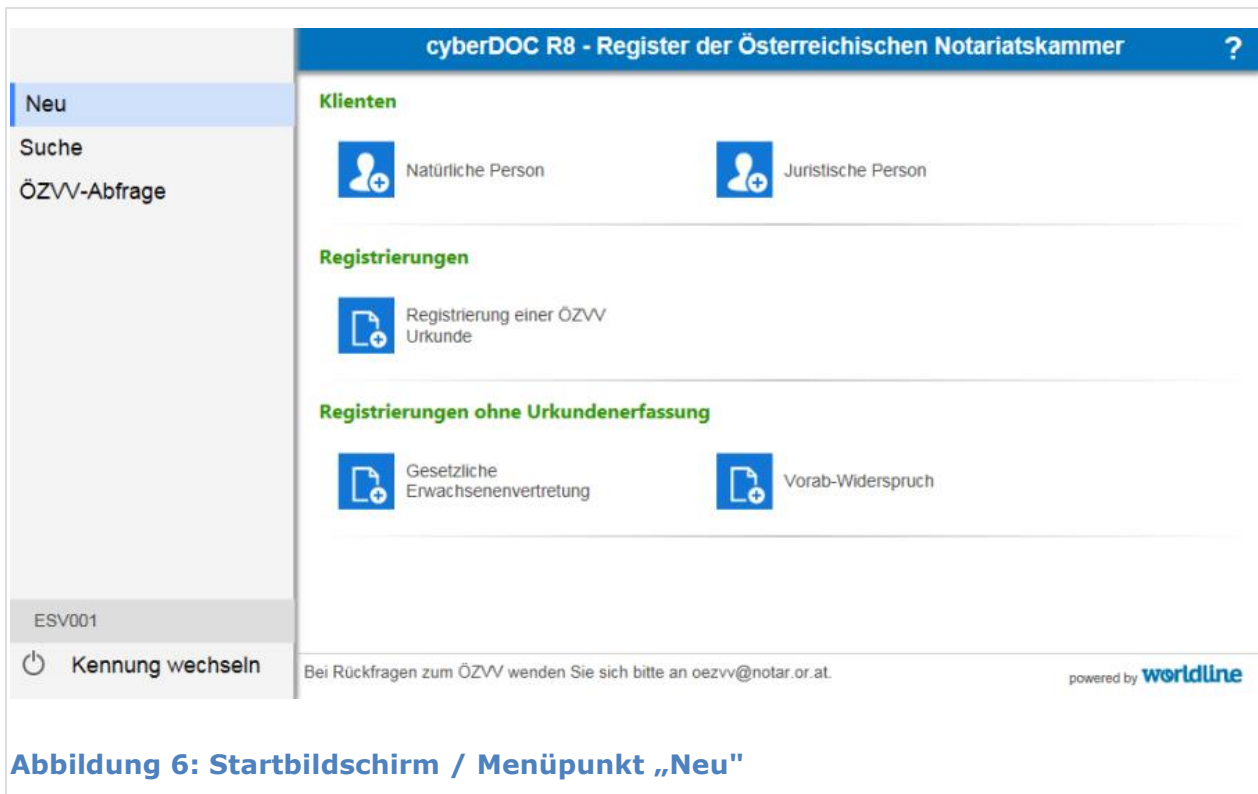 cyberDOC R8 - Register der Österreichischen Notariatskammer ?
Neu
Suche
ÖZVV-Abfrage
Klienten
Natürliche Person
Juristische Person
Registrierungen
Registrierung einer ÖZVV
Urkunde
Registrierungen ohne Urkundenerfassung
Gesetzliche
Erwachsenenvertretung
Vorab-Widerspruch
ESV001
Kennung wechseln
Bei Rückfragen zum ÖZVV wenden Sie sich bitte an oezvv@notar.or.at.
powered by worldline
Abbildung 6: Startbildschirm / Menüpunkt „Neu"